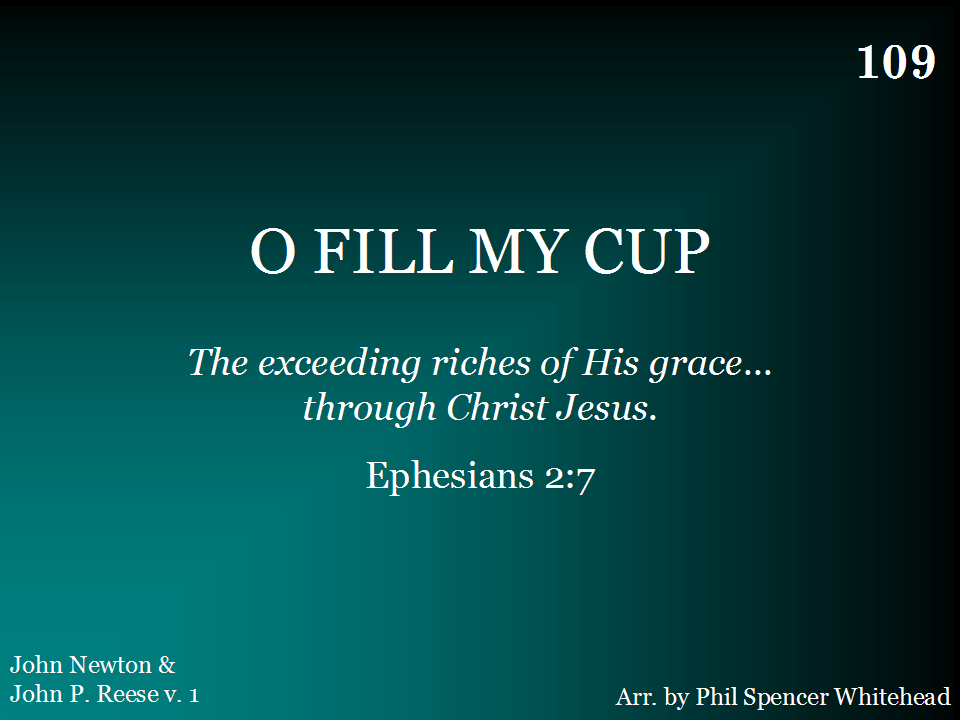 109
O FILL MY CUP
The exceeding riches of His grace...
through Christ Jesus.
Ephesians 2:7
John Newton &
John P. Reese v. 1
Arr. by Phil Spencer Whitehead